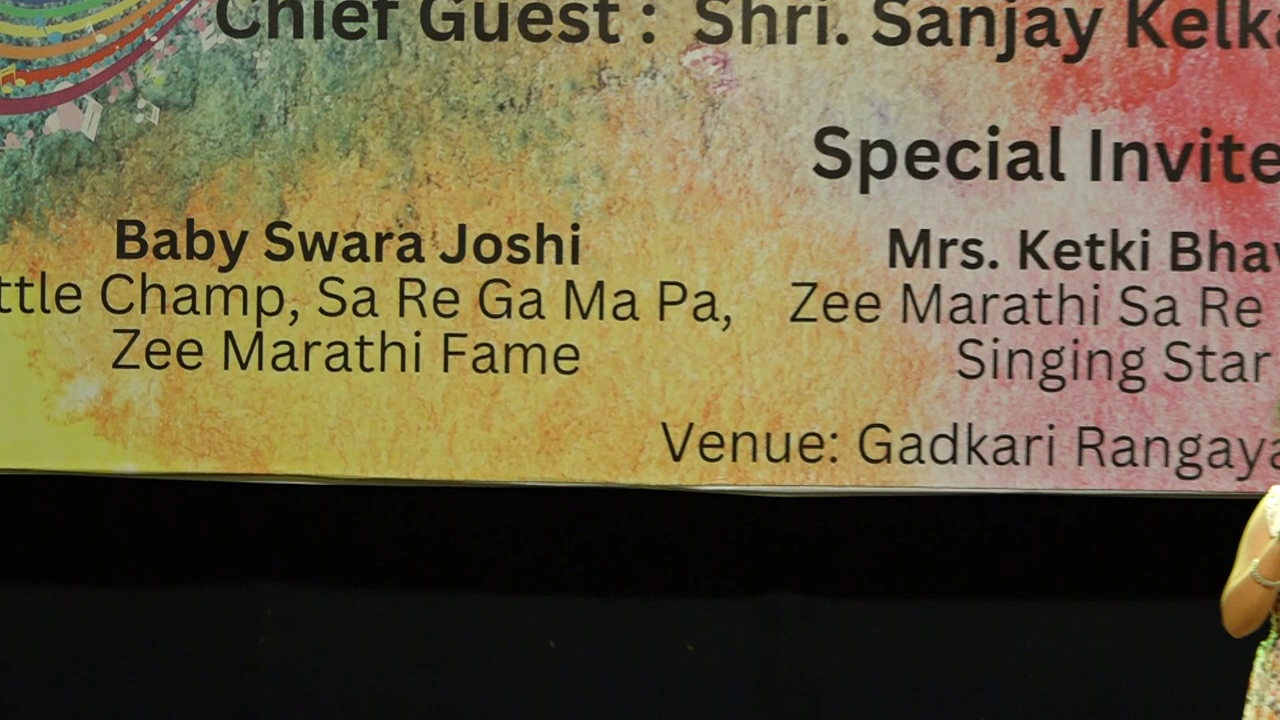 Chief Guest : Shri. Sanjay Kelka
Special Invite
Baby Swara Joshi
ttle Champ, Sa Re Ga Ma Pa,
Zee Marathi Fame
Mrs. Ketki Bhav
Zee Marathi Sa Re
Singing Star
Venue: Gadkari Rangaya